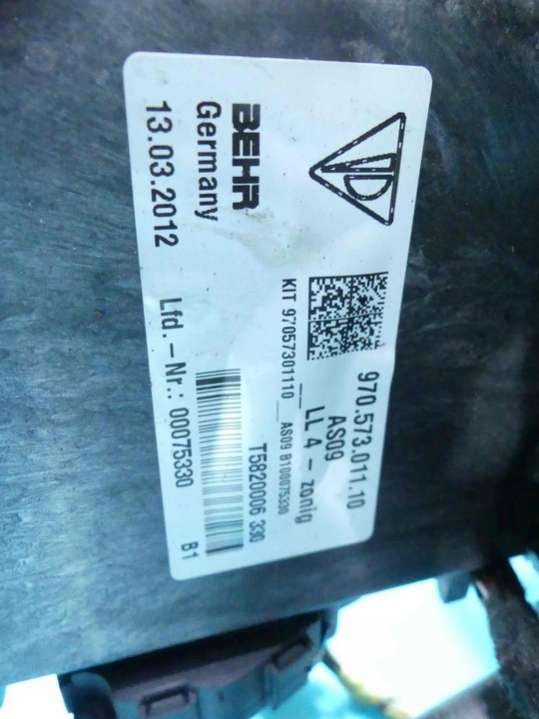 D
970.573.011.10
AS09
LL 4 - zonig
KIT 97057301110 __ AS09 B100075330
BEHR
Germany
13.03.2012
T5820006 330
Lfd.-Nr.: 00075330
B1